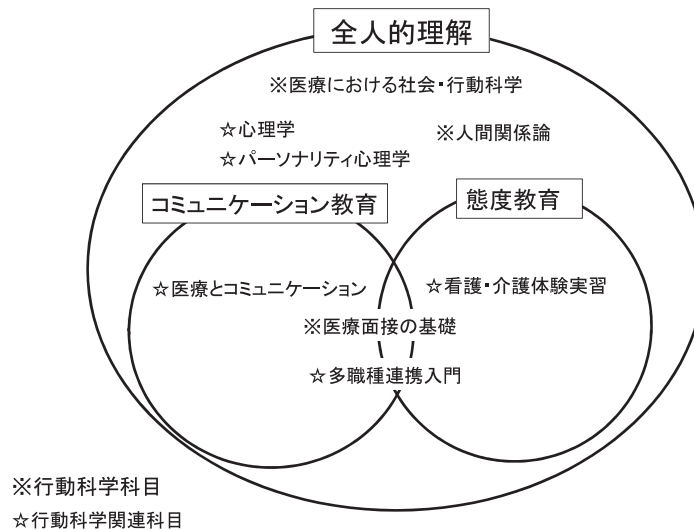 全人的理解
※医療における社会・行動科学
☆心理学
※人間関係論
☆パーソナリティ心理学
コミュニケーション教育
態度教育
☆医療とコミュニケーション
☆看護・介護体験実習
※医療面接の基礎
☆多職種連携入門
※行動科学科目
☆行動科学関連科目